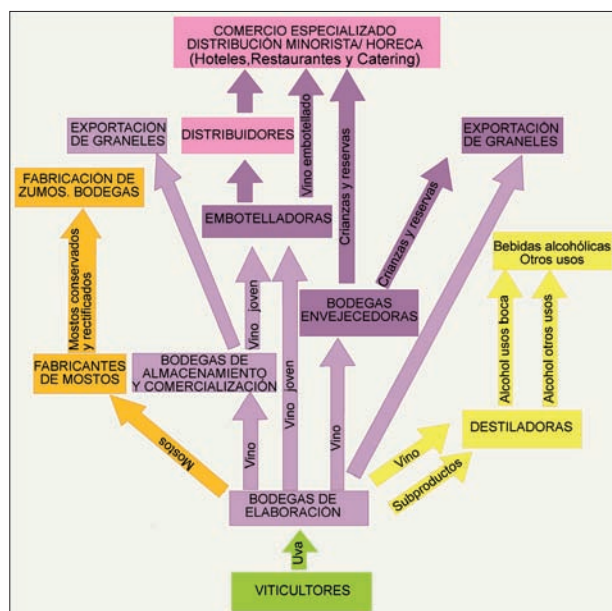 COMERCIO ESPECIALIZADO
DISTRIBUCIÓN MINORISTA/ HORECA
(Hoteles,Restaurantes y Catering)
EXPORTACIÓN
DE GRANELES
DISTRIBUIDORES
Vino embotellado
EXPORTACIÓN
DE GRANELES
FABRICACIÓN DE
ZUMOS. BODEGAS
EMBOTELLADORAS
Crianzas y reservas
Crianzas y reservas
Bebidas alcohólicas
Otros usos
Mostos conservados
y rectificados
Vino joven
BODEGAS
ENVEJECEDORAS
Alcohol usos boca
Alcohol otros usos
FABRICANTES
DE MOSTOS
BODEGAS DE
ALMACENAMIENTO
Y COMERCIALIZACIÓN
Vino joven
DESTILADORAS
Mostos
Vino
Vino
Vino
Subproductos
BODEGAS DE
ELABORACIÓN
Uva
VITICULTORES